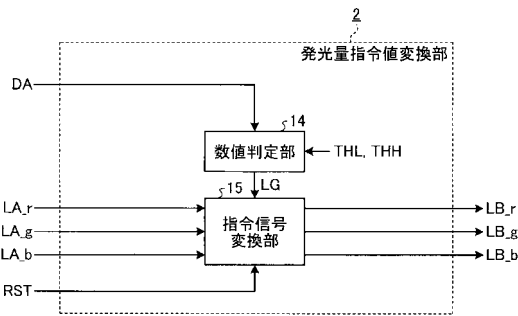 2
発光量指令値変換部
DA
14
数値判定部
THL, THH
LG
15
指令信号
変換部
LA_r
LA_g
LA_b
LB_r
LB_g
LB_b
RST